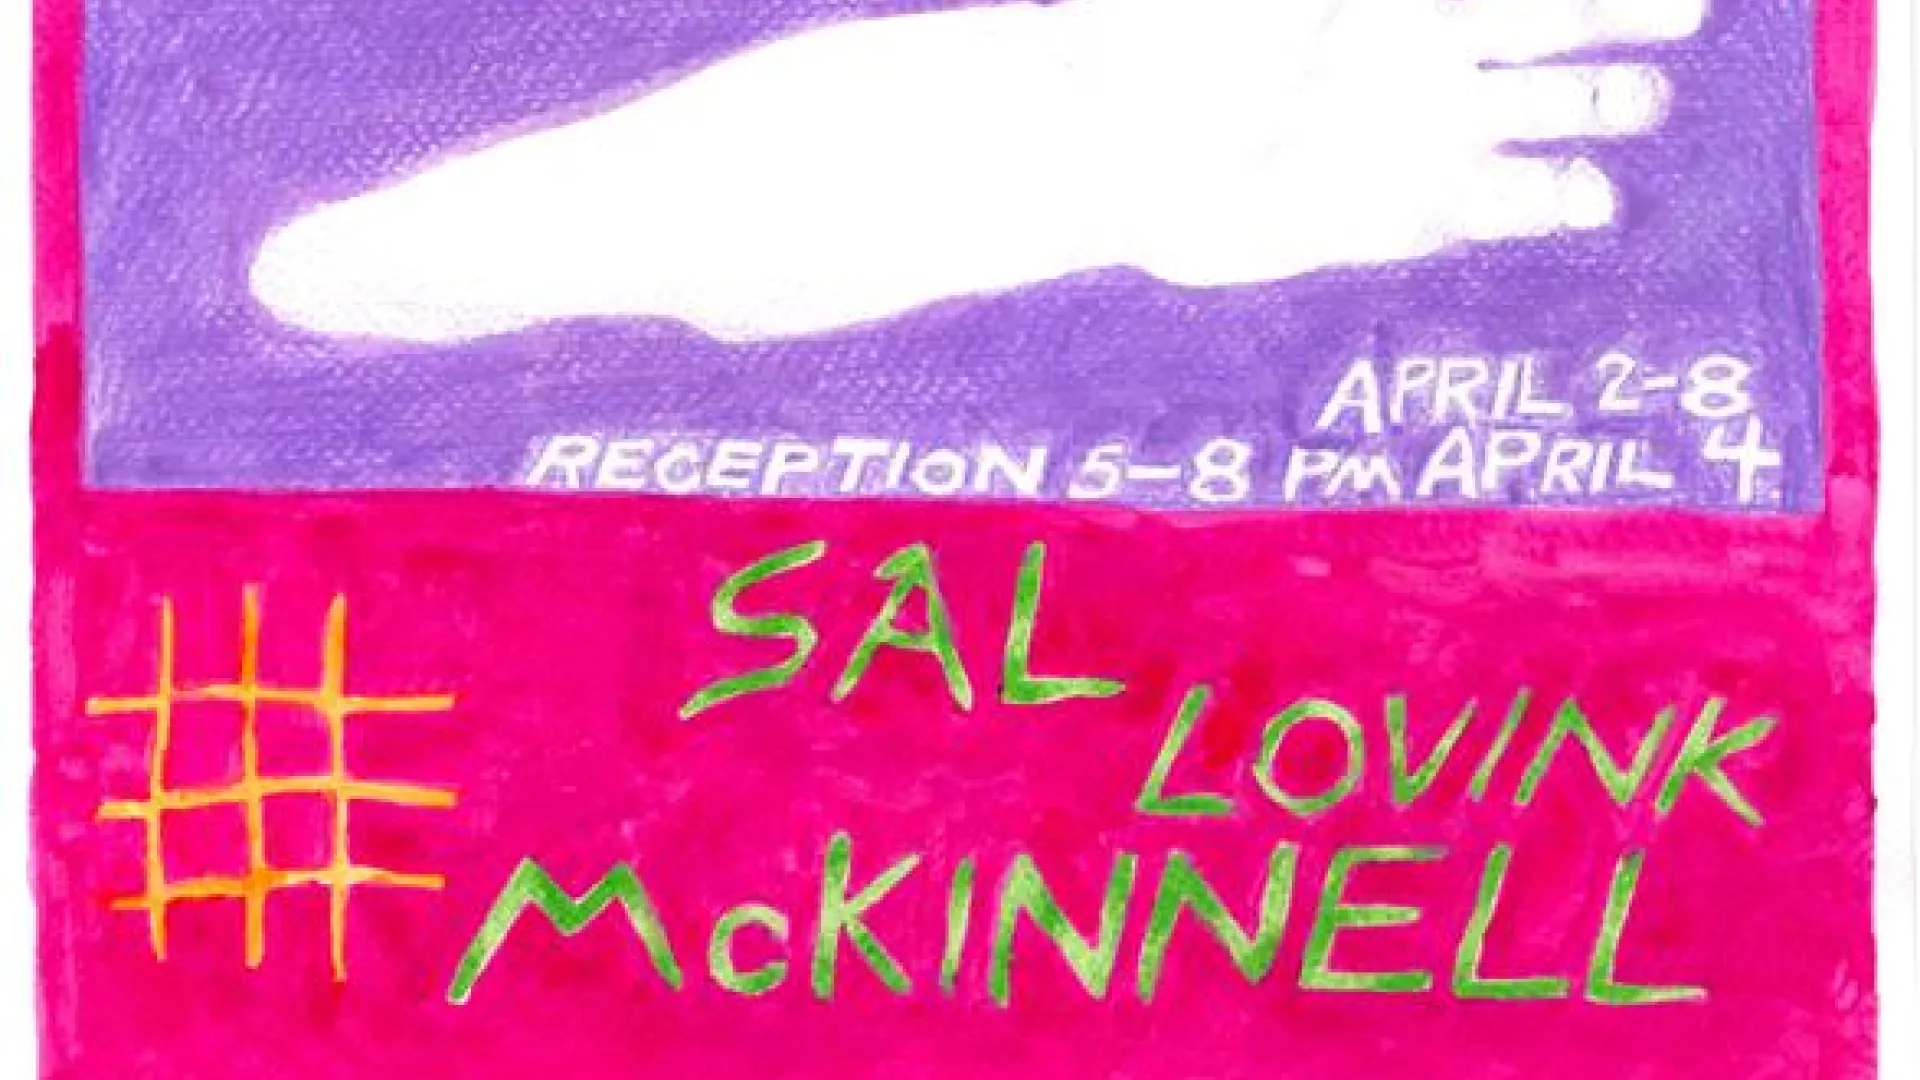 APRIL 2-8
RECEPTION 5-8 PM APRIL 4
SAL
LOVINK
McKINNELL